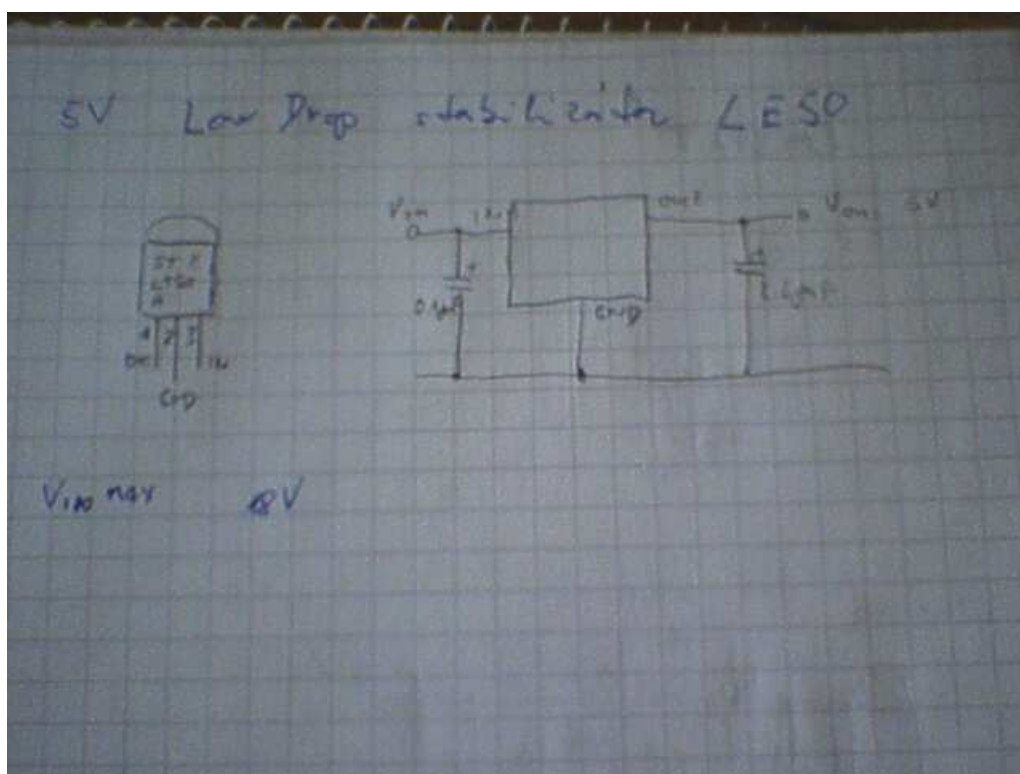 5V Low Drop stabilizator LE50
Vin IN OUT Vout 5V
0.1µF
GND
1 2 3
OUT IN
GND
Vin max 8V